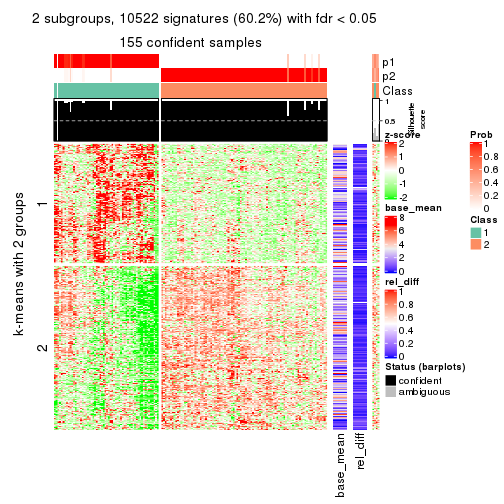 2 subgroups, 10522 signatures (60.2%) with fdr < 0.05
155 confident samples
p1
p2
Class
1
0.5
Silhouette
score
k-means with 2 groups
1
2
z-score
2
1
0
-1
-2
base_mean
8
6
4
2
0
rel_diff
1
0.8
0.6
0.4
0.2
0
Status (barplots)
confident
ambiguous
Prob
1
0.8
0.6
0.4
0.2
0
Class
1
2
base_mean
rel_diff